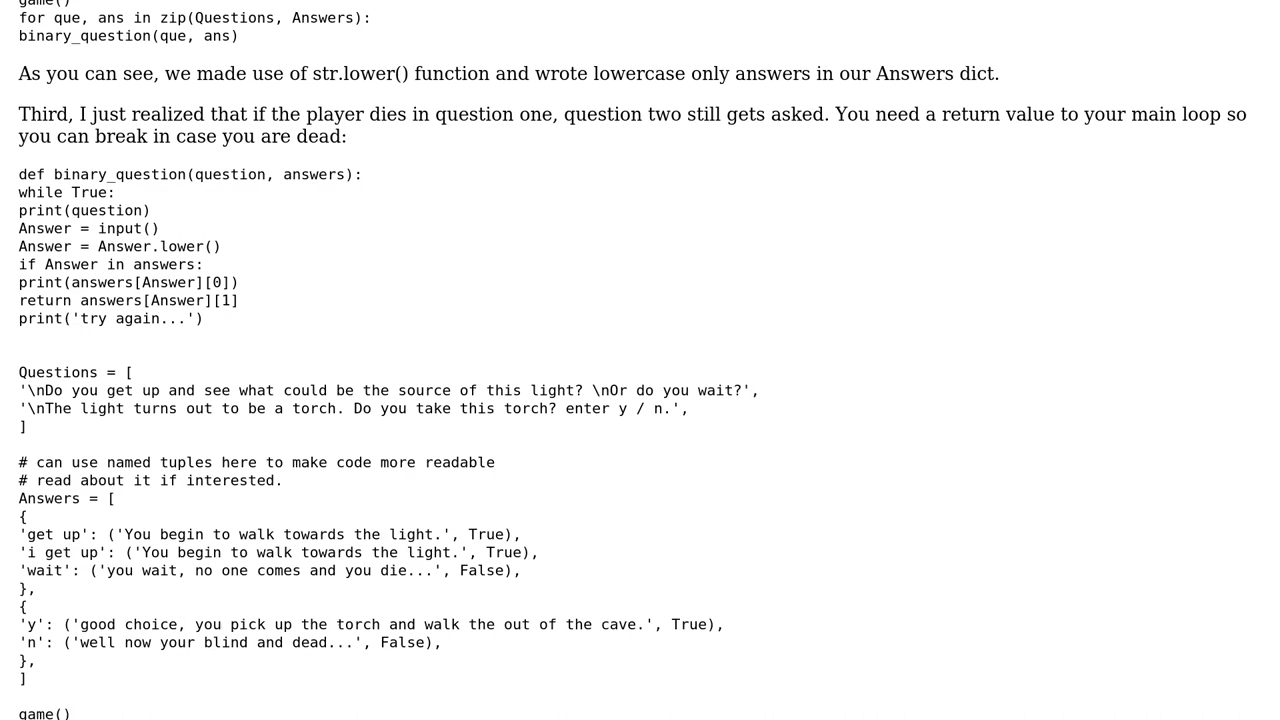 game()
for que, ans in zip(Questions, Answers):
binary_question(que, ans)
As you can see, we made use of str.lower() function and wrote lowercase only answers in our Answers dict.
Third, I just realized that if the player dies in question one, question two still gets asked. You need a return value to your main loop so
you can break in case you are dead:
def binary_question(question, answers):
while True:
print(question)
Answer = input()
Answer = Answer.lower()
if Answer in answers:
print(answers[Answer][0])
return answers[Answer][1]
print('try again...')
Questions = [
'\nDo you get up and see what could be the source of this light? \nOr do you wait?',
'\nThe light turns out to be a torch. Do you take this torch? enter y / n.',
]
# can use named tuples here to make code more readable
# read about it if interested.
Answers = [
{
'get up': ('You begin to walk towards the light.', True),
'i get up': ('You begin to walk towards the light.', True),
'wait': ('you wait, no one comes and you die...', False),
},
{
'y': ('good choice, you pick up the torch and walk the out of the cave.', True),
'n': ('well now your blind and dead...', False),
},
]
game()